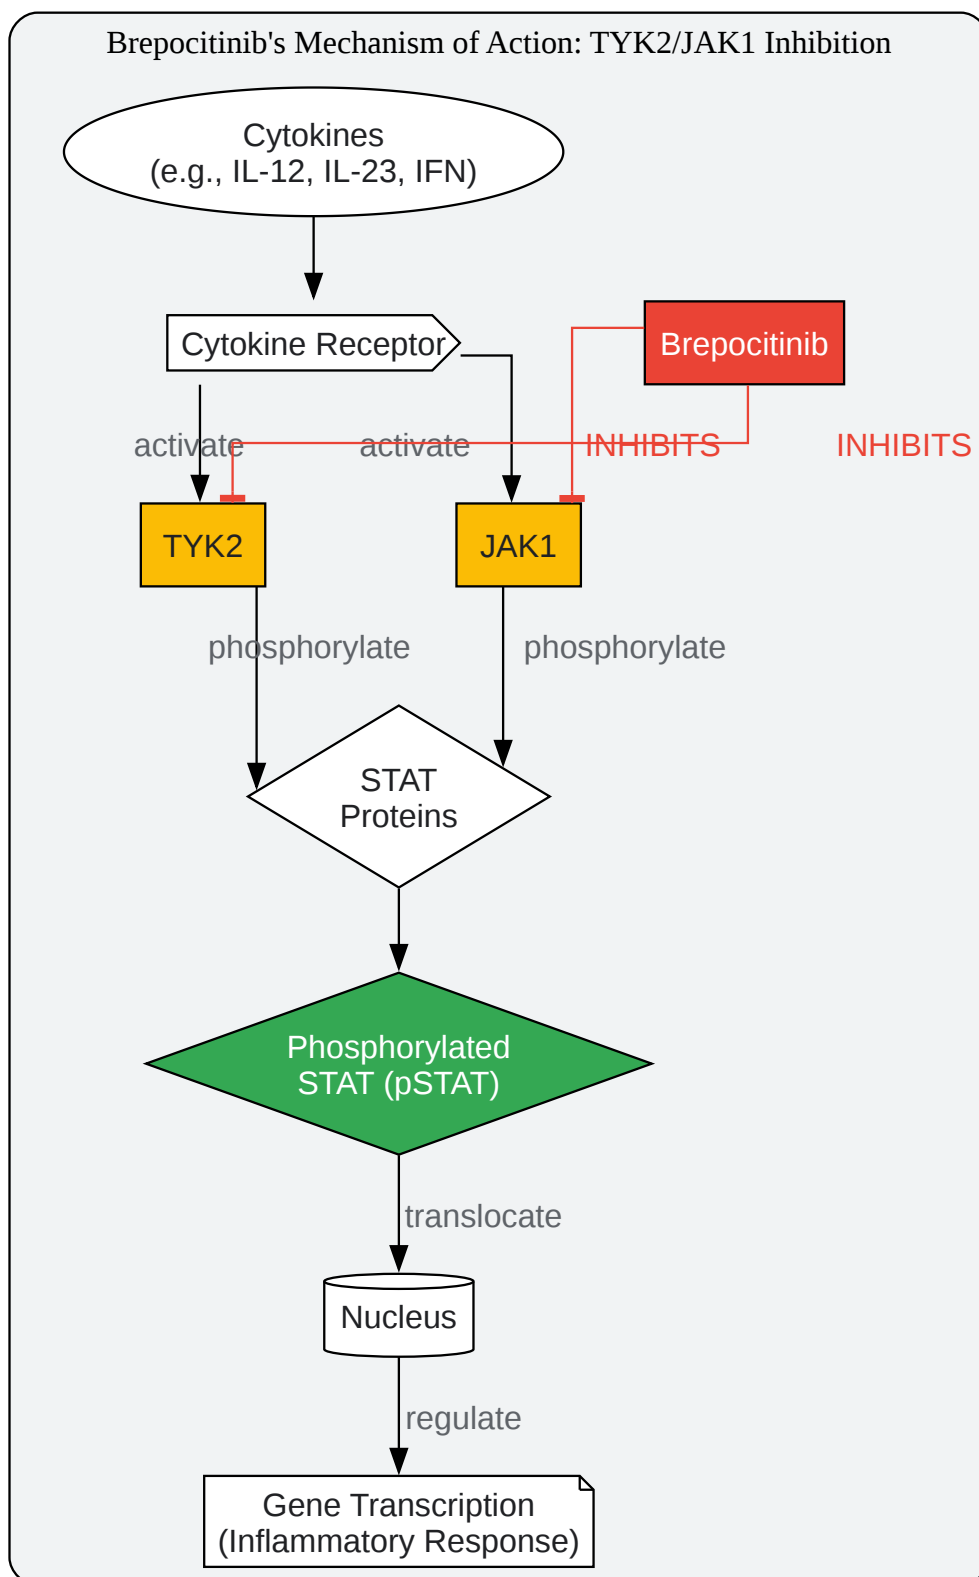 Brepocitinib's Mechanism of Action: TYK2/JAK1 Inhibition
Cytokines
(e.g., IL-12, IL-23, IFN)
Cytokine Receptor
Brepocitinib
activate
activate
INHIBITS
INHIBITS
TYK2
JAK1
phosphorylate
phosphorylate
STAT
Proteins
Phosphorylated
STAT (pSTAT)
translocate
Nucleus
regulate
Gene Transcription
(Inflammatory Response)